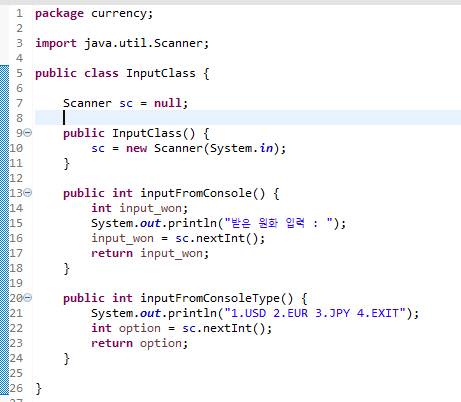 1 package currency;
2
3 import java.util.Scanner;
4
5 public class InputClass {
6
7 Scanner sc = null;
8
9 public InputClass() {
10 sc = new Scanner(System.in);
11 }
12
13 public int inputFromConsole() {
14 int input_won;
15 System.out.println("받은 원화 입력 : ");
16 input_won = sc.nextInt();
17 return input_won;
18 }
19
20 public int inputFromConsoleType() {
21 System.out.println("1.USD 2.EUR 3.JPY 4.EXIT");
22 int option = sc.nextInt();
23 return option;
24 }
25
26 }
27